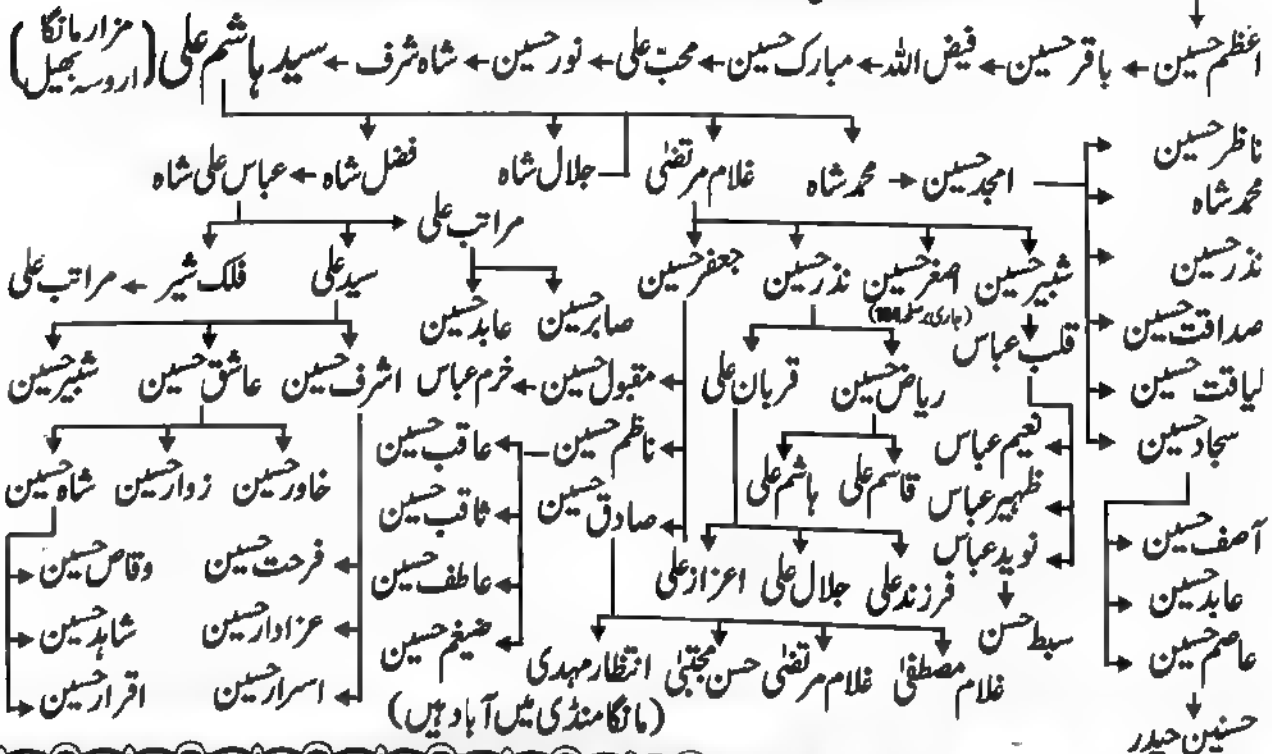 اعظم حسین ← باقر حسین ← فیض اللہ ← مبارک حسین ← محب علی ← نور حسین ← شاہ شرف ← سید ہاشم علی (مزار مانگا اروسہ بھیل)
ناظر حسین
محمد شاہ
نذر حسین
صداقت حسین
لیاقت حسین
سجاد حسین
امجد حسین ← محمد شاہ
غلام مرتضیٰ
جلال شاہ
فضل شاہ ← عباس علی شاہ
مراتب علی
سید علی
فلک شیر ← مراتب علی
شبیر حسین
اصغر حسین
(جاری بر صفحہ 184)
نذر حسین
جعفر حسین
صابر حسین
عابد حسین
قلب عباس
ریاض حسین
قربان علی
مقبول حسین ← خرم عباس
اشرف حسین
عاشق حسین
شبیر حسین
نعیم عباس
ظہیر عباس
نوید عباس
سبط حسن
قاسم علی
ہاشم علی
ناظم حسین
عاقب حسین
ثاقب حسین
عاطف حسین
ضیغم حسین
صادق حسین
خاور حسین
زوار حسین
شاہ حسین
فرزند علی
جلال علی
اعزاز علی
فرحت حسین
عزادار حسین
اسرار حسین
وقاص حسین
شاہد حسین
اقرار حسین
آصف حسین
عابد حسین
عاصم حسین
حسنین حیدر
غلام مصطفیٰ
غلام مرتضیٰ
حسن مجتبیٰ
انتظار مہدی
(مانگا منڈی میں آباد ہیں)